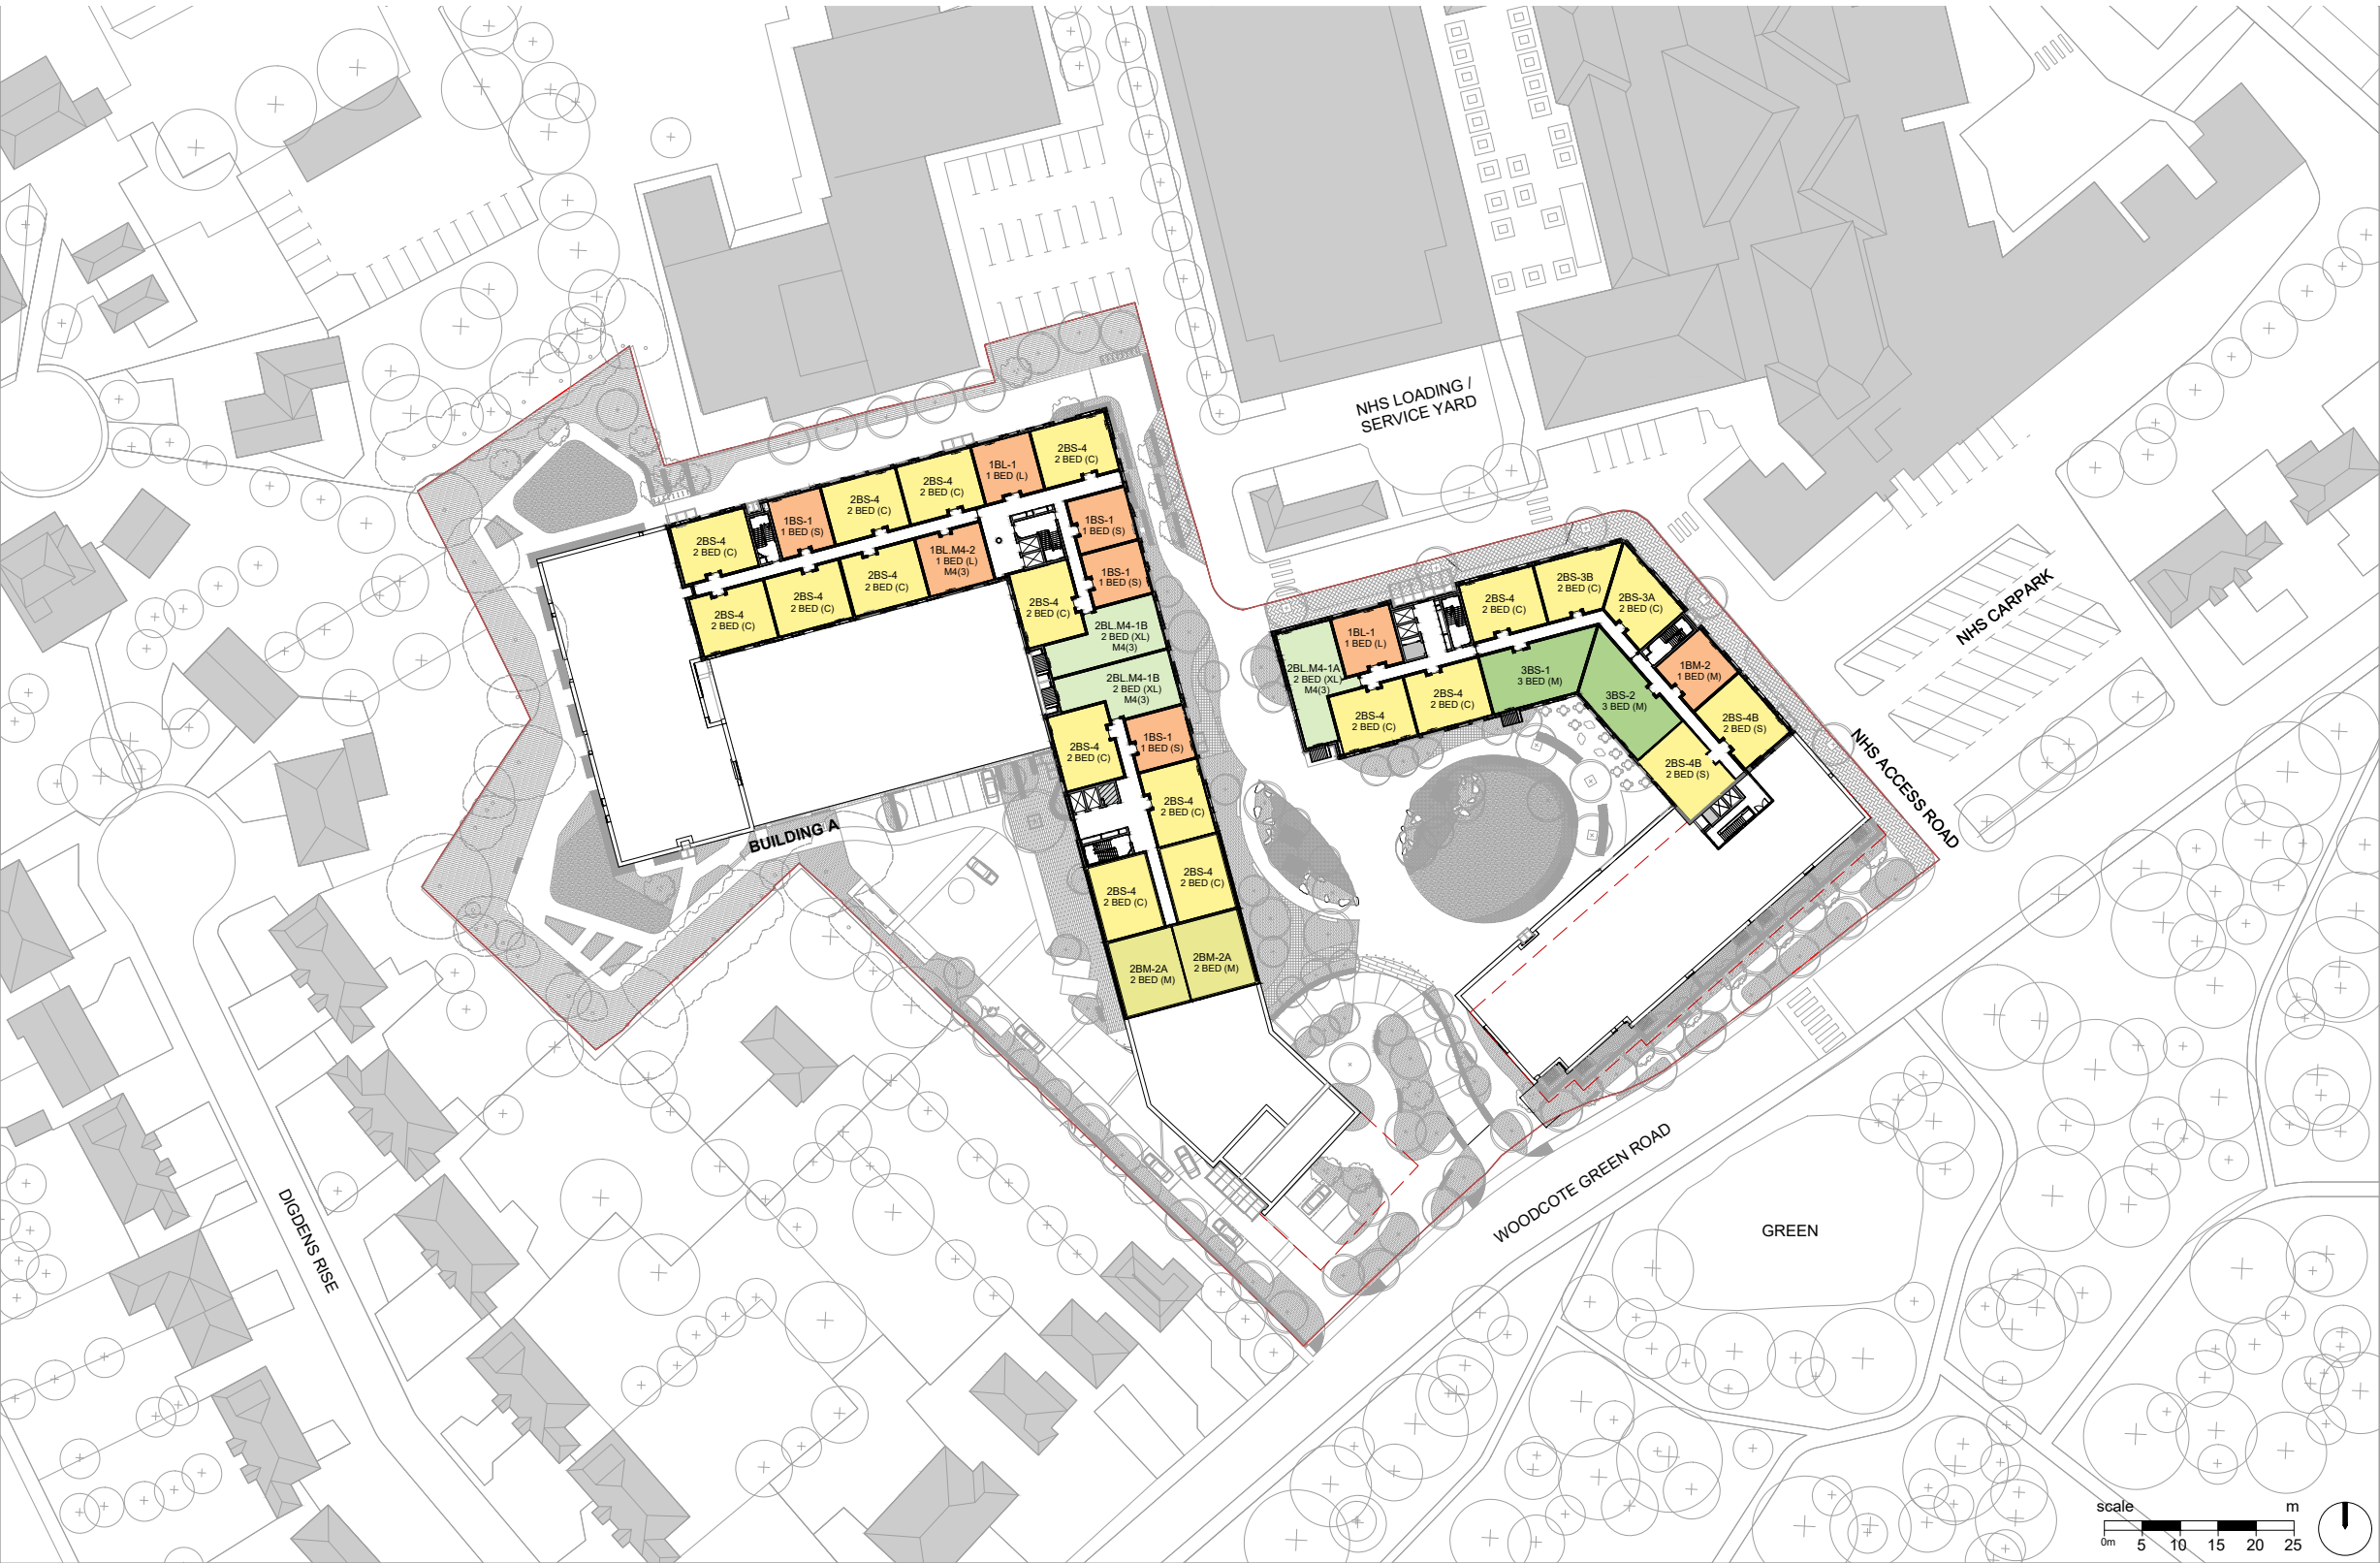 NHS LOADING /
SERVICE YARD
2BS-4
2 BED (C)
1BL-1
1 BED (L)
2BS-4
2 BED (C)
2BS-4
2 BED (C)
1BS-1
1 BED (S)
2BS-4
2 BED (C)
1BS-1
1 BED (S)
1BL.M4-2
1 BED (L)
M4(3)
2BS-4
2 BED (C)
2BS-4
2 BED (C)
2BS-4
2 BED (C)
1BS-1
1 BED (S)
2BS-4
2 BED (C)
2BL.M4-1B
2 BED (XL)
M4(3)
2BL.M4-1B
2 BED (XL)
M4(3)
2BS-4
2 BED (C)
1BS-1
1 BED (S)
2BS-4
2 BED (C)
2BS-4
2 BED (C)
2BS-4
2 BED (C)
2BM-2A
2 BED (M)
2BM-2A
2 BED (M)
BUILDING A
2BS-3B
2 BED (C)
2BS-4
2 BED (C)
2BS-3A
2 BED (C)
1BL-1
1 BED (L)
2BL.M4-1A
2 BED (XL)
M4(3)
3BS-1
3 BED (M)
1BM-2
1 BED (M)
2BS-4
2 BED (C)
2BS-4
2 BED (C)
3BS-2
3 BED (M)
2BS-4B
2 BED (S)
2BS-4B
2 BED (S)
NHS CARPARK
NHS ACCESS ROAD
WOODCOTE GREEN ROAD
GREEN
DIGDENS RISE
scale m
0m 5 10 15 20 25